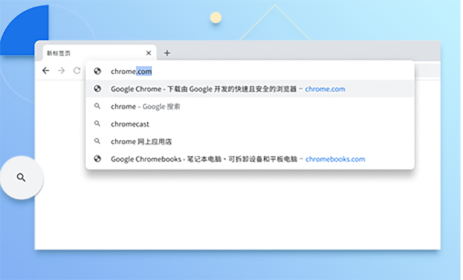 新标签页
chrome.com
Google Chrome - 下载由 Google 开发的快速且安全的浏览器 – chrome.com
chrome – Google 搜索
chromecast
chrome 网上应用店
Google Chromebooks - 笔记本电脑、可拆卸设备和平板电脑 – chromebooks.com